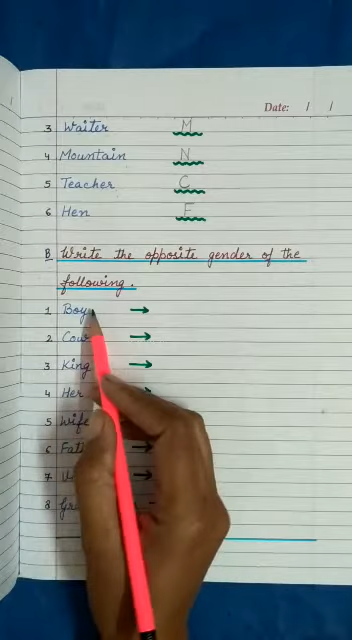 Date: / /
3 Waiter M
4 Mountain N
5 Teacher C
6 Hen F
B Write the opposite gender of the
following.
1 Boy →
2 Cow →
3 King →
4 Her →
5 Wife
6 →
7 →
8